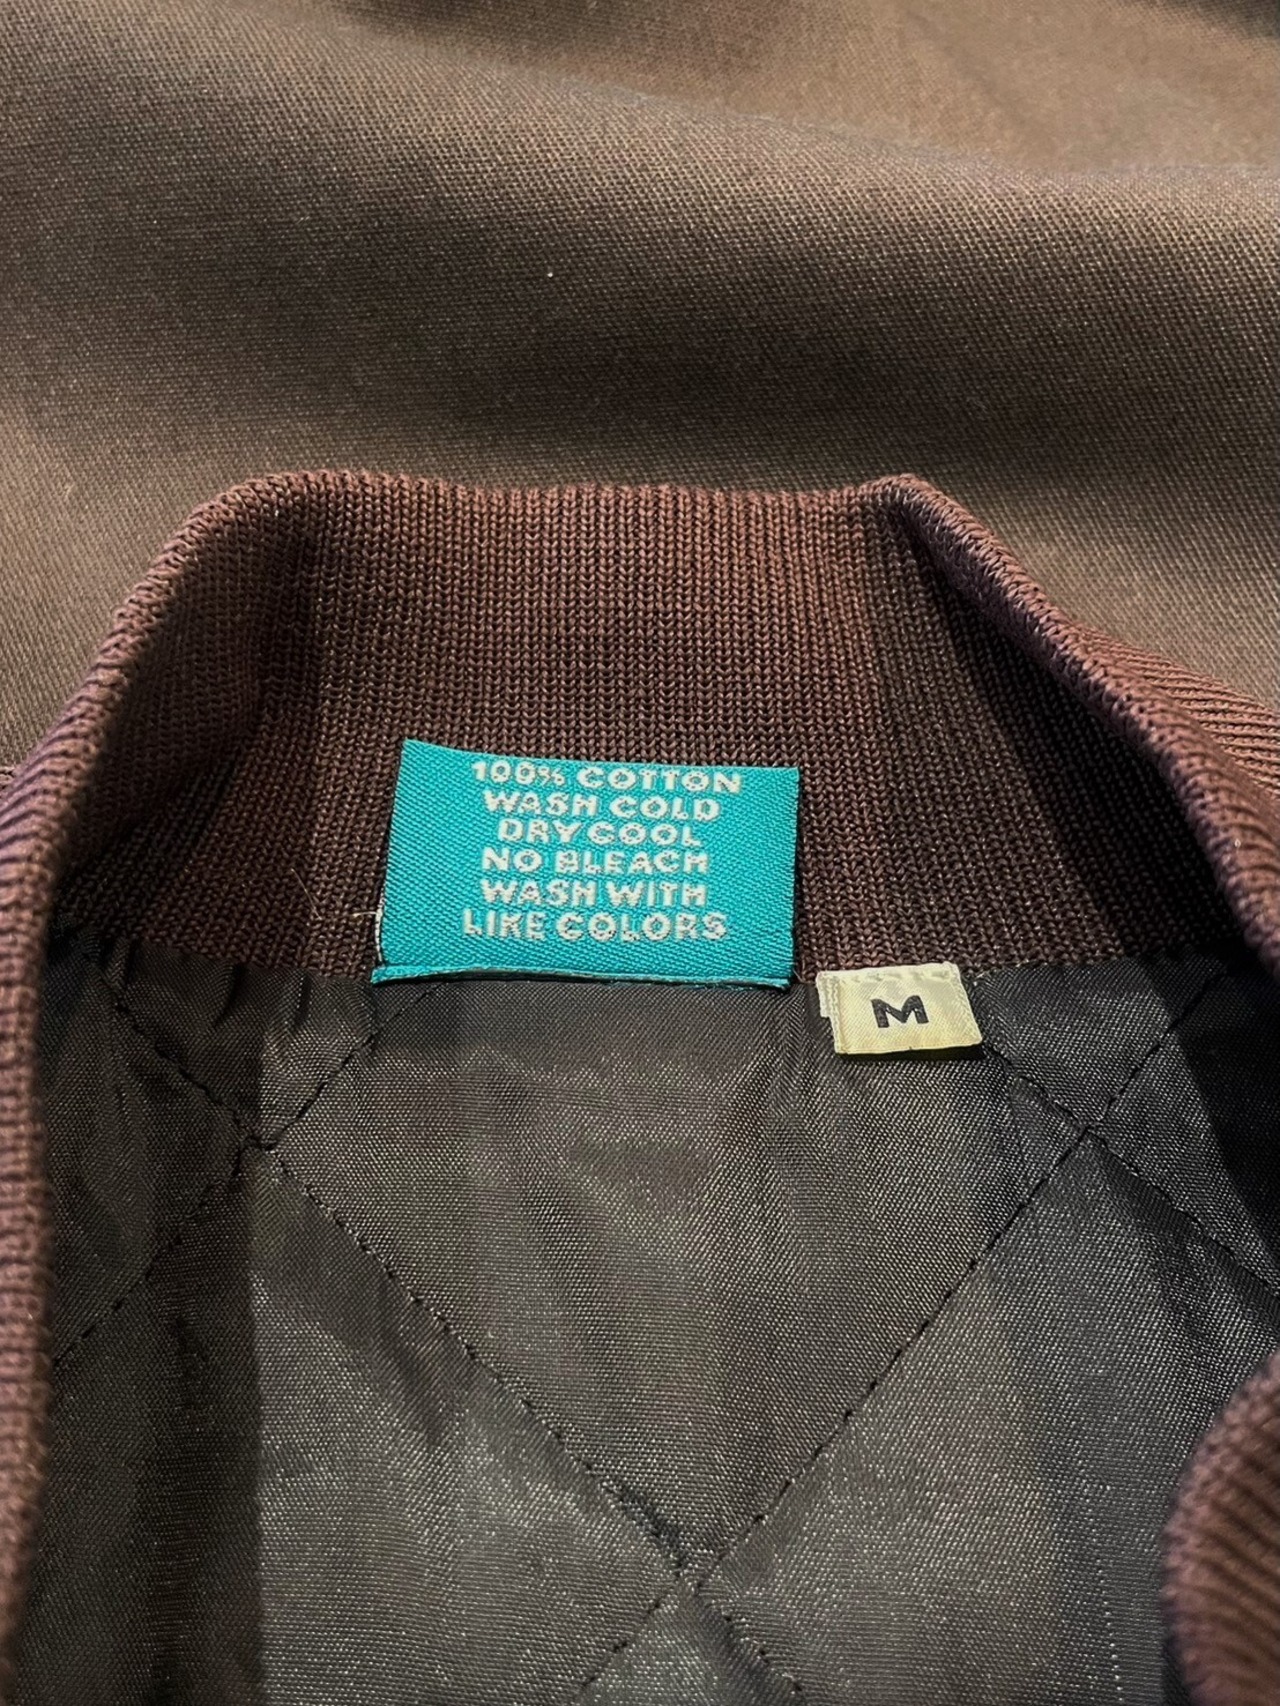 100% COTTON
WASH COLD
DRY COOL
NO BLEACH
WASH WITH
LIKE COLORS
M